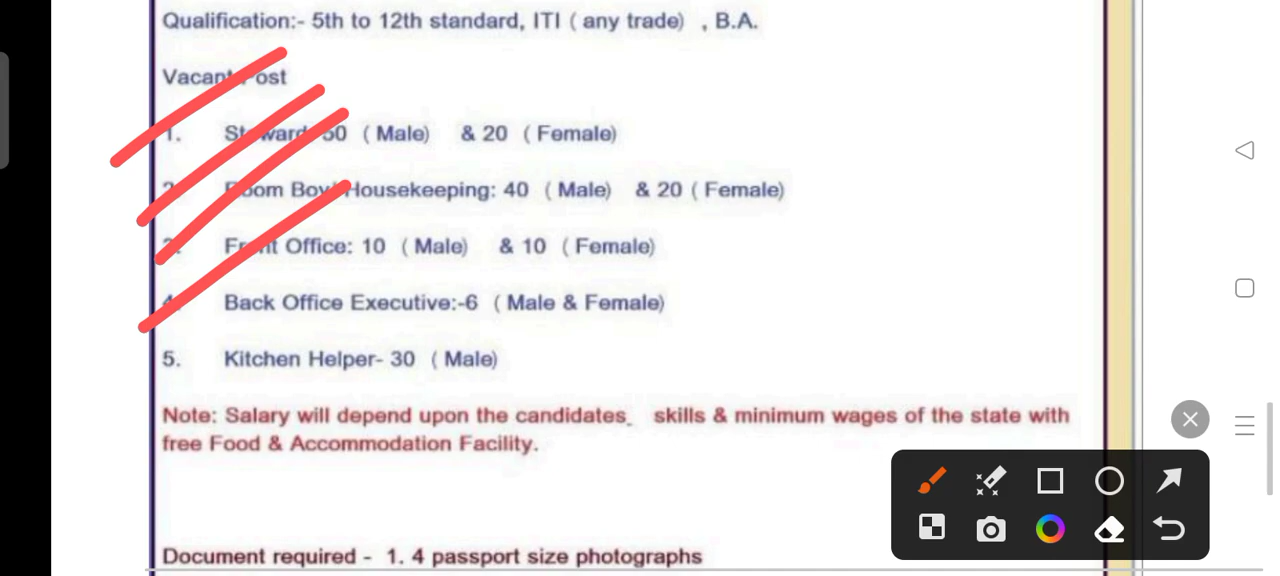 Qualification:- 5th to 12th standard, ITI ( any trade) , B.A.
Vacant Post
1. Steward: 50 ( Male) & 20 ( Female)
2. Room Boy/ Housekeeping: 40 ( Male) & 20 ( Female)
3. Front Office: 10 ( Male) & 10 ( Female)
4. Back Office Executive:-6 ( Male & Female)
5. Kitchen Helper- 30 ( Male)
Note: Salary will depend upon the candidates_ skills & minimum wages of the state with
free Food & Accommodation Facility.
Document required - 1. 4 passport size photographs